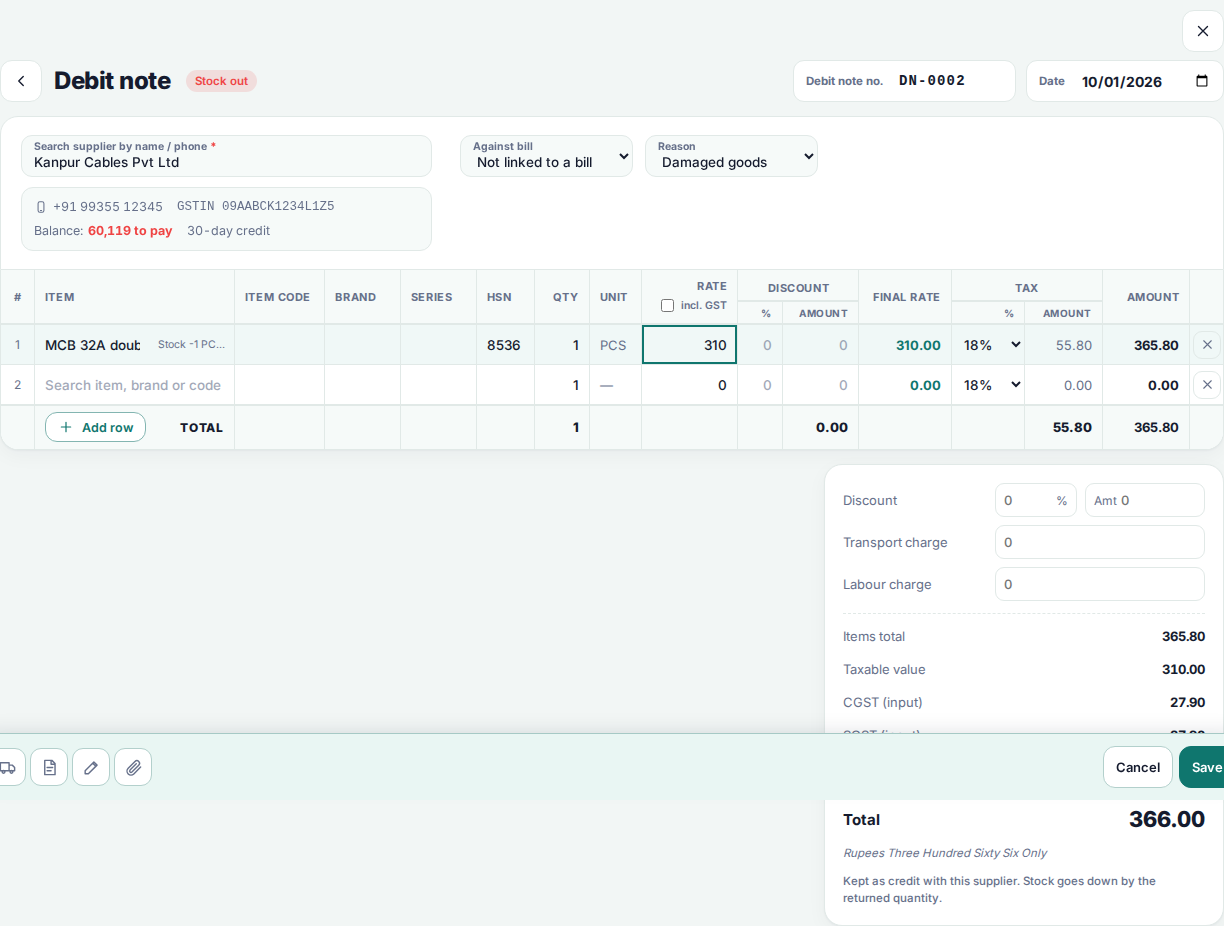 Debit note Stock out Debit note no. DN-0002 Date 10/01/2026
Search supplier by name / phone * Against bill Reason
Kanpur Cables Pvt Ltd Not linked to a bill Damaged goods
+91 99355 12345 GSTIN 09AABCK1234L1Z5
Balance: 60,119 to pay 30-day credit
# ITEM ITEM CODE BRAND SERIES HSN QTY UNIT RATE incl. GST DISCOUNT % AMOUNT FINAL RATE TAX % AMOUNT AMOUNT
1 MCB 32A doub Stock -1 PC... 8536 1 PCS 310 0 0 310.00 18% 55.80 365.80
2 Search item, brand or code 1 — 0 0 0 0.00 18% 0.00 0.00
Add row TOTAL 1 0.00 55.80 365.80
Discount 0 % Amt 0
Transport charge 0
Labour charge 0
Items total 365.80
Taxable value 310.00
CGST (input) 27.90
Cancel Save
Total 366.00
Rupees Three Hundred Sixty Six Only
Kept as credit with this supplier. Stock goes down by the
returned quantity.